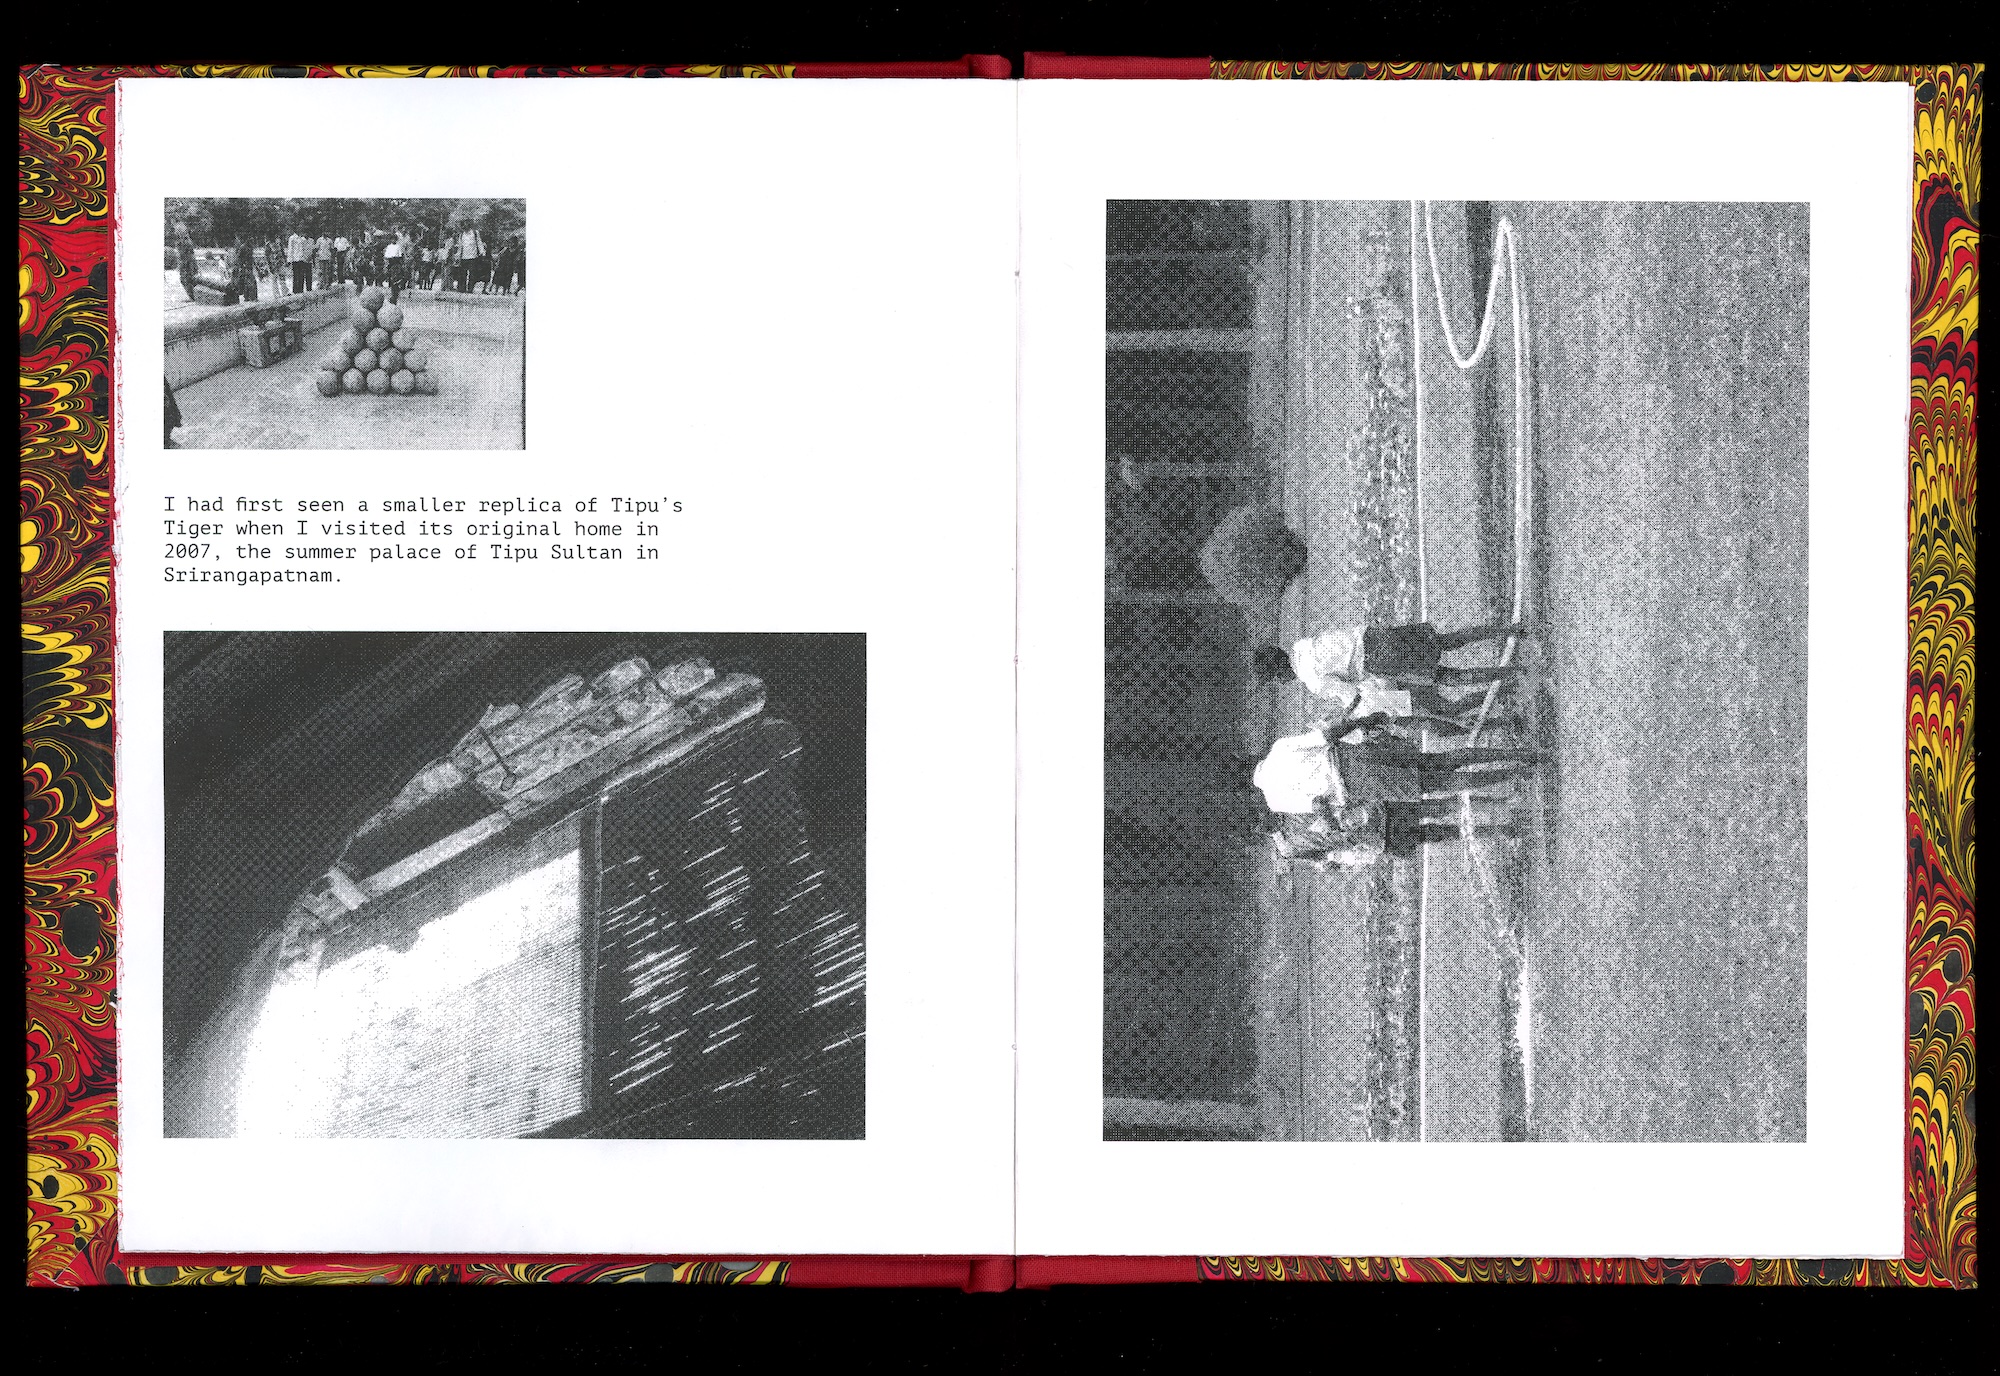 I had first seen a smaller replica of Tipu’s
Tiger when I visited its original home in
2007, the summer palace of Tipu Sultan in
Srirangapatnam.